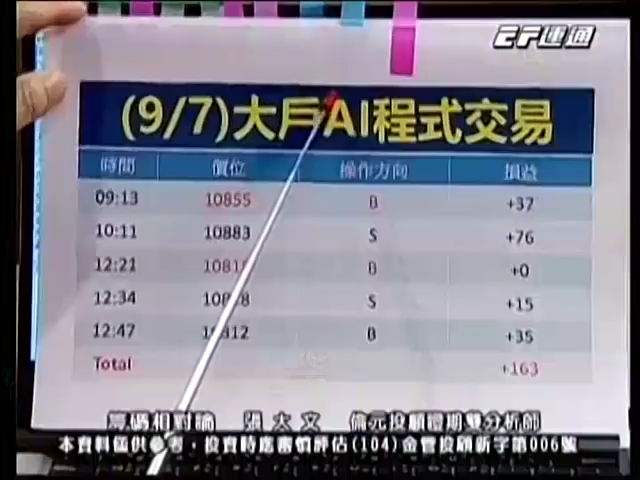 運通
(9/7)大戶AI程式交易
時間 價位 操作方向 損益
09:13 10855 B +37
10:11 10883 S +76
12:21 B +0
12:34 S +15
12:47 B +35
Total +163
籌碼相對論 張大文 倫元投顧證期雙分析師
本資料僅供參考，投資時應審慎評估(104)金管投顧新字第006號